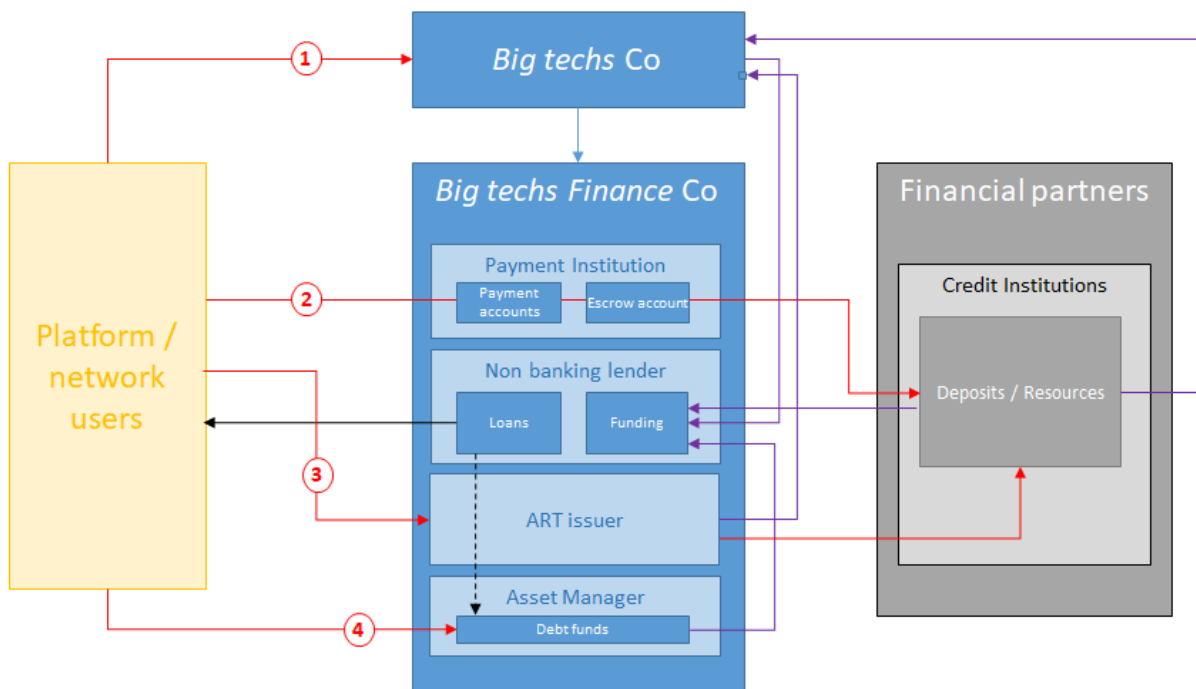 1
Big techs Co
Big techs Finance Co
Financial partners
Payment Institution
Credit Institutions
2
Payment
accounts
Escrow account
Platform /
network
users
Non banking lender
Deposits / Resources
Loans
Funding
3
ART issuer
Asset Manager
4
Debt funds